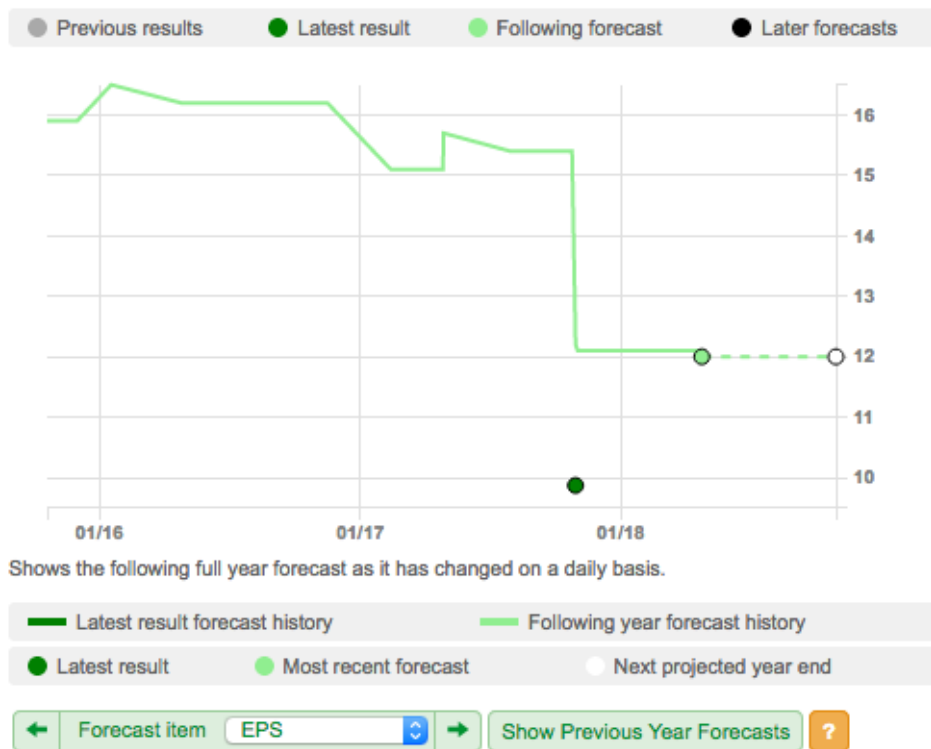 Previous results Latest result Following forecast Later forecasts
16
15
14
13
12
11
10
01/16 01/17 01/18
Shows the following full year forecast as it has changed on a daily basis.
Latest result forecast history Following year forecast history
Latest result Most recent forecast Next projected year end
Forecast item EPS Show Previous Year Forecasts ?